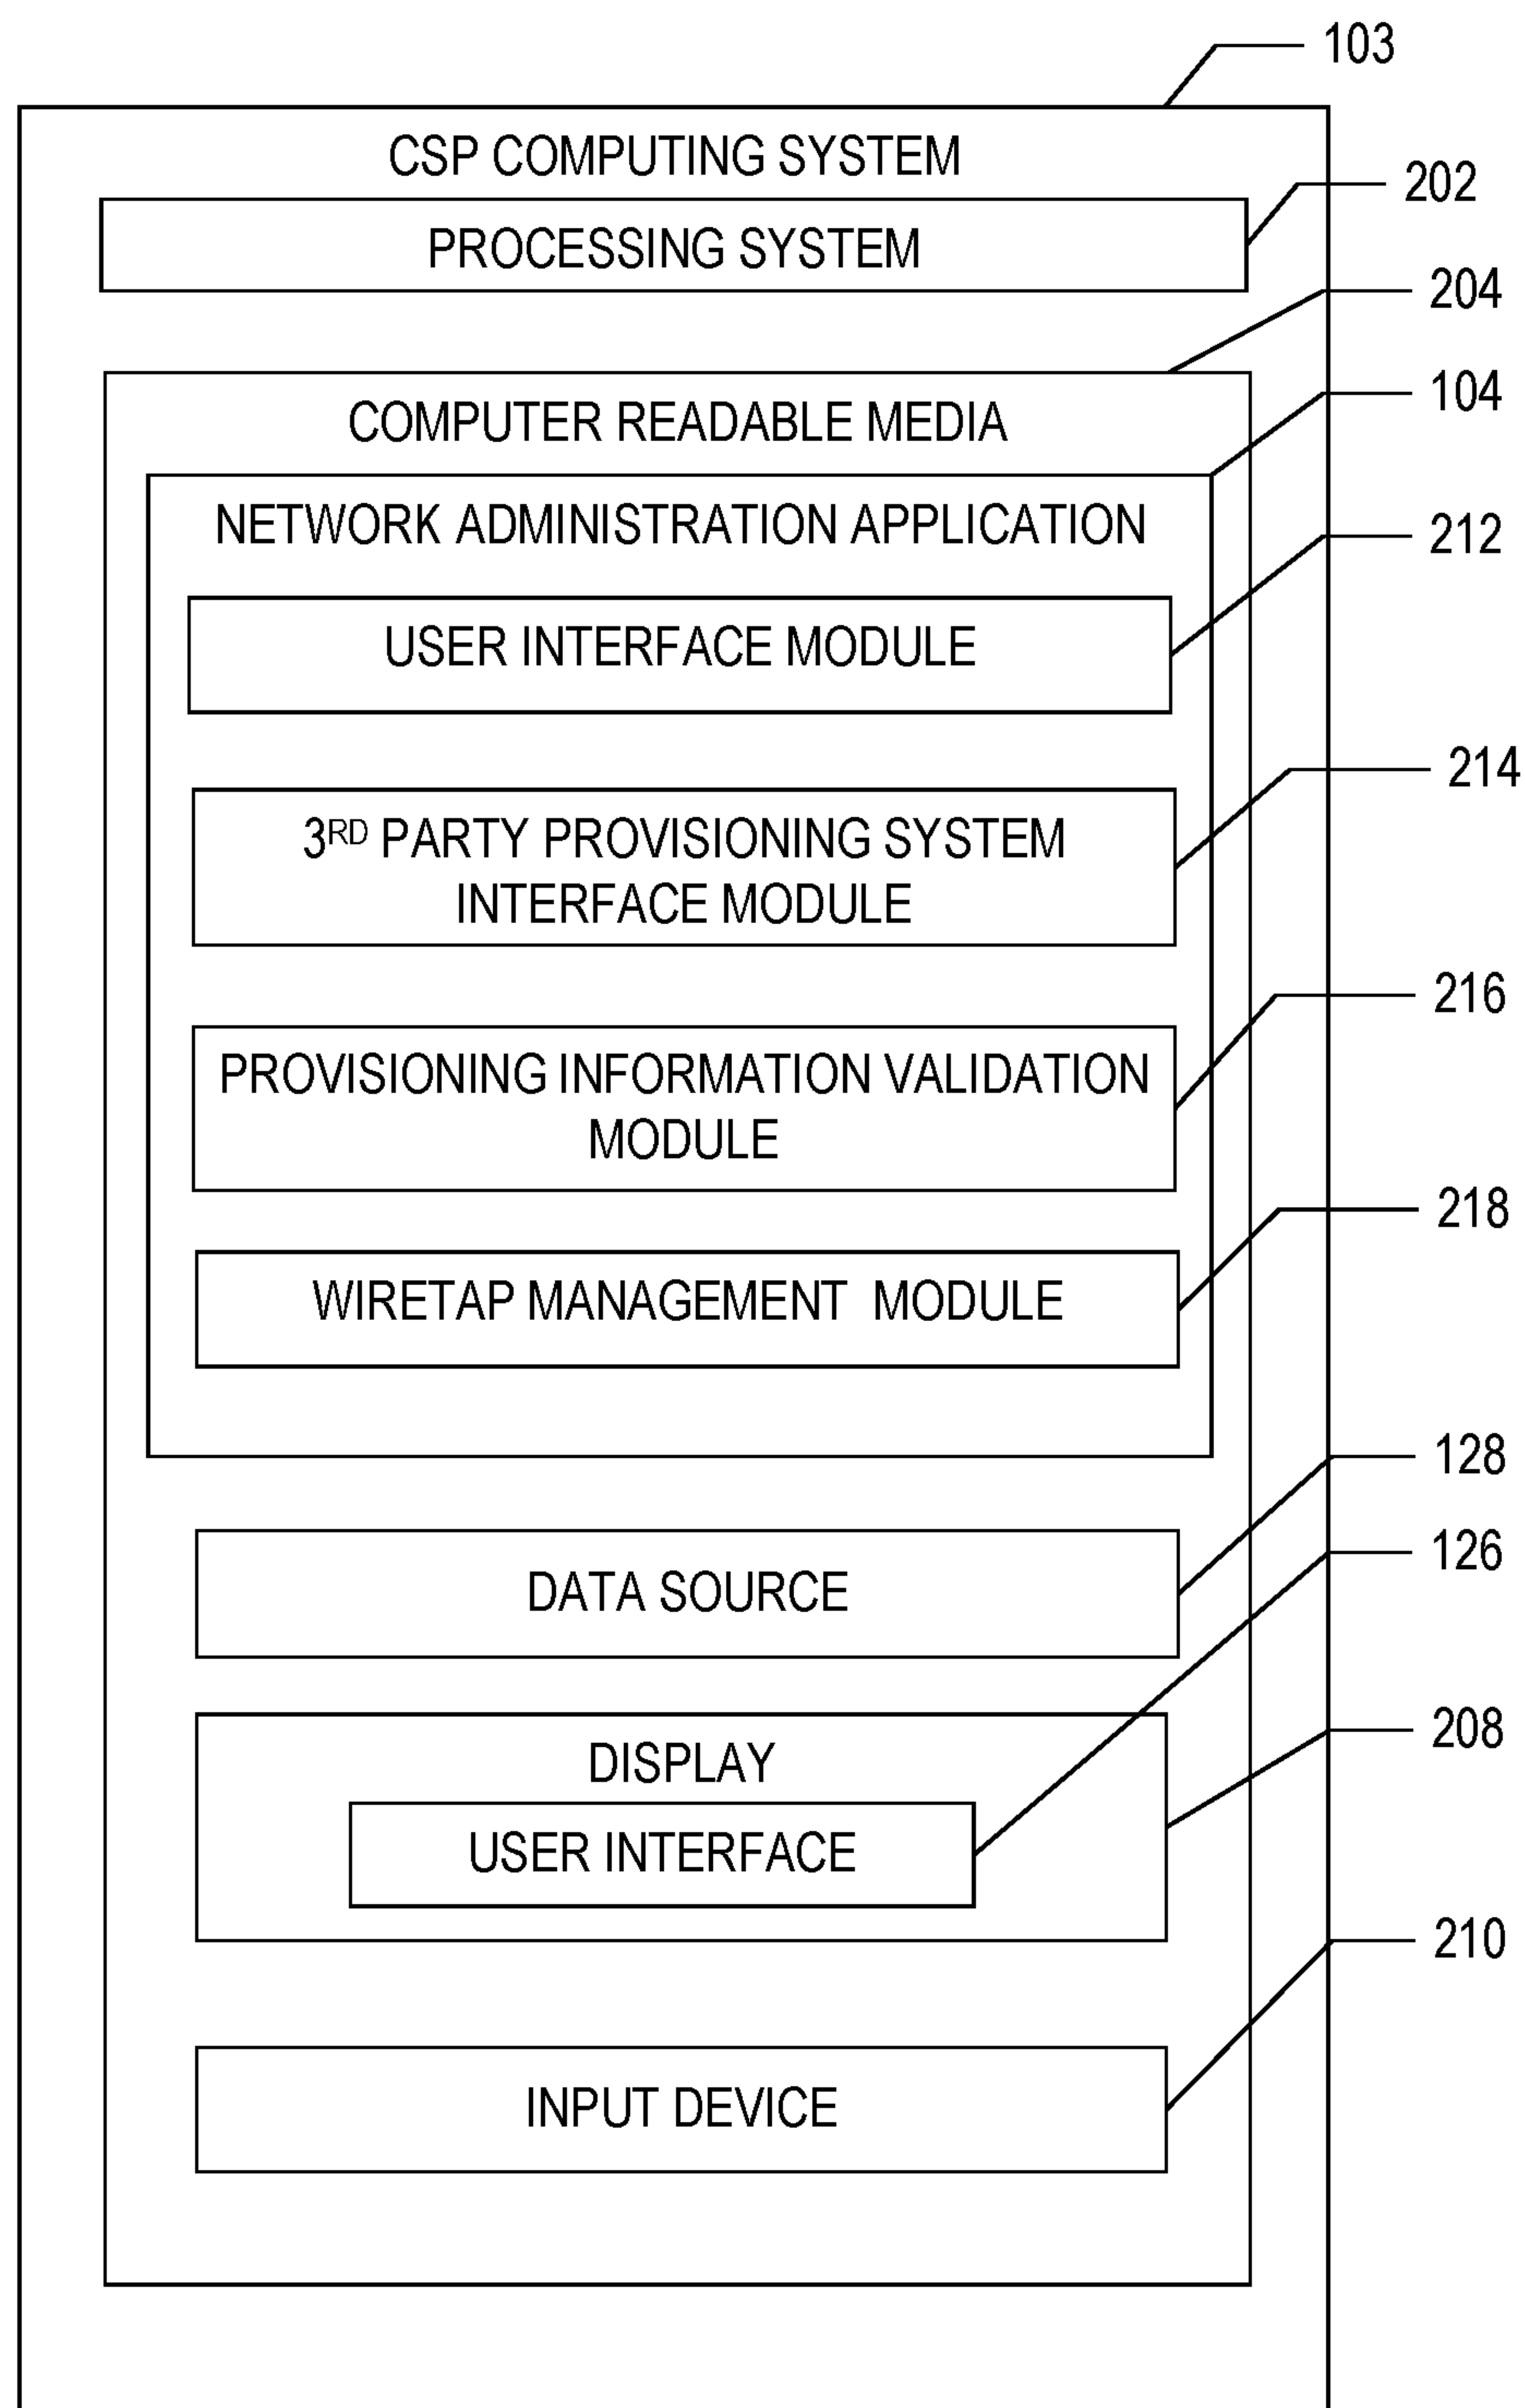 103
CSP COMPUTING SYSTEM
202
PROCESSING SYSTEM
204
104
COMPUTER READABLE MEDIA
NETWORK ADMINISTRATION APPLICATION
212
USER INTERFACE MODULE
214
3RD PARTY PROVISIONING SYSTEM
INTERFACE MODULE
216
PROVISIONING INFORMATION VALIDATION
MODULE
218
WIRETAP MANAGEMENT MODULE
128
126
DATA SOURCE
208
DISPLAY
USER INTERFACE
210
INPUT DEVICE